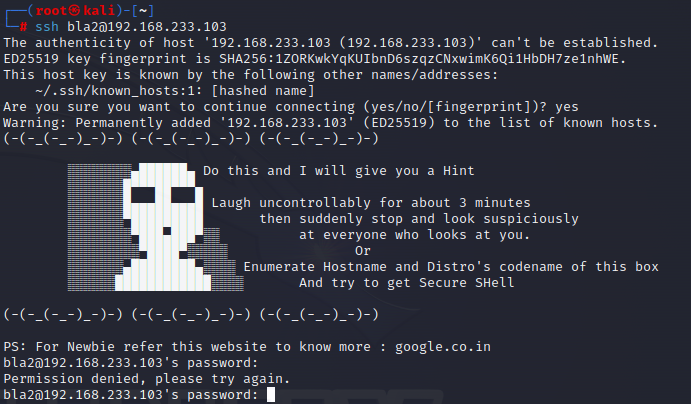 ┌──(root㉿kali)-[~]
└─# ssh bla2@192.168.233.103
The authenticity of host '192.168.233.103 (192.168.233.103)' can't be established.
ED25519 key fingerprint is SHA256:1ZORKwkYqKUIbnD6szqzCNxwimK6Qi1HbDH7ze1nhWE.
This host key is known by the following other names/addresses:
    ~/.ssh/known_hosts:1: [hashed name]
Are you sure you want to continue connecting (yes/no/[fingerprint])? yes
Warning: Permanently added '192.168.233.103' (ED25519) to the list of known hosts.
(-(-_(-_-)_-)-) (-(-_(-_-)_-)-) (-(-_(-_-)_-)-)
Do this and I will give you a Hint
Laugh uncontrollably for about 3 minutes
then suddenly stop and look suspiciously
at everyone who looks at you.
Or
Enumerate Hostname and Distro's codename of this box
And try to get Secure SHell
(-(-_(-_-)_-)-) (-(-_(-_-)_-)-) (-(-_(-_-)_-)-)
PS: For Newbie refer this website to know more : google.co.in
bla2@192.168.233.103's password:
Permission denied, please try again.
bla2@192.168.233.103's password: